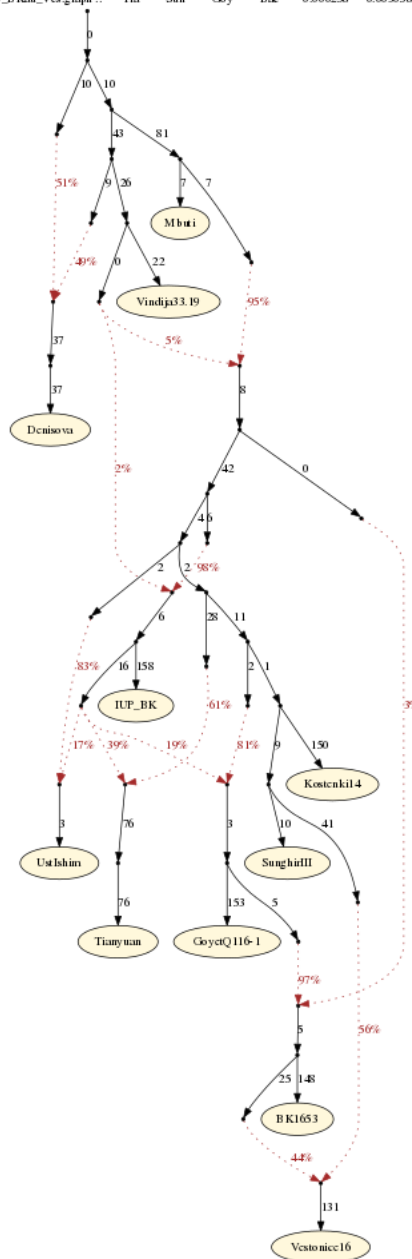 0
10 10
43 81
51% 9 26 7 7
Mbuti
49% 0 22 95%
Vindija33.19
37 5%
37 8
Denisova
2% 42 0
4 6
2 2 98%
6 28 11
83% 16 158 61% 2 1
IUP_BK
17% 39% 19% 81% 9 150
Kostenki14
3 76 3 10 41
UstIshim SunghirIII
76 153 5
Tianyuan GoyetQ116-1
97%
5 56%
25 148
BK1653
44%
131
Vestonice16